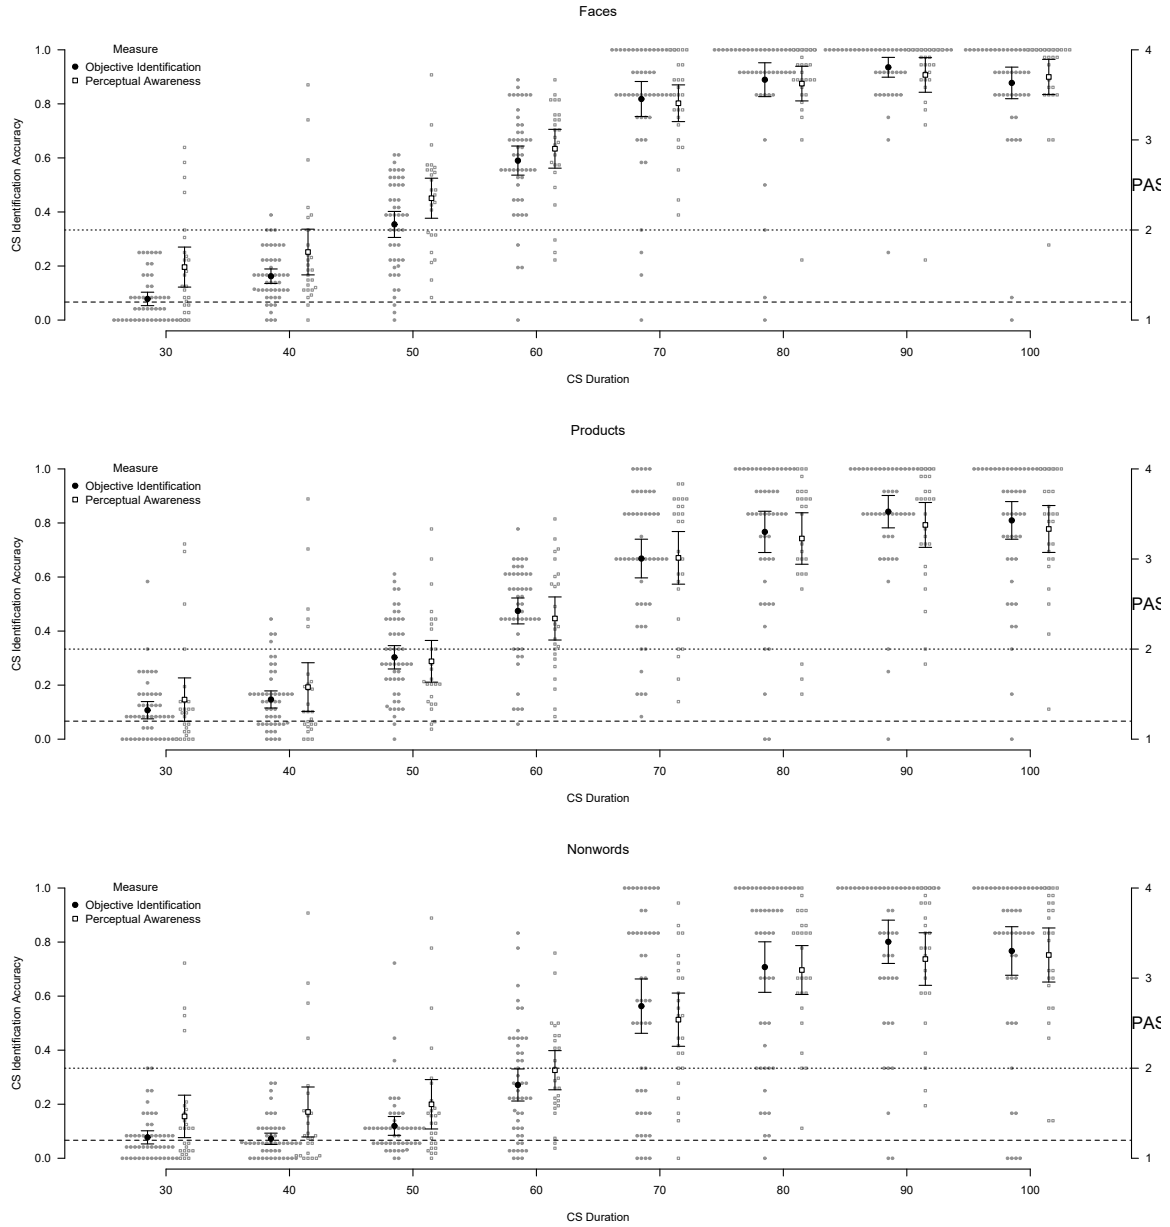 Faces
Measure
Objective Identification
Perceptual Awareness
CS Identification Accuracy
1.0
0.8
0.6
0.4
0.2
0.0
4
3
2
1
PAS
30 40 50 60 70 80 90 100
CS Duration
Products
Measure
Objective Identification
Perceptual Awareness
CS Identification Accuracy
1.0
0.8
0.6
0.4
0.2
0.0
4
3
2
1
PAS
30 40 50 60 70 80 90 100
CS Duration
Nonwords
Measure
Objective Identification
Perceptual Awareness
CS Identification Accuracy
1.0
0.8
0.6
0.4
0.2
0.0
4
3
2
1
PAS
30 40 50 60 70 80 90 100
CS Duration